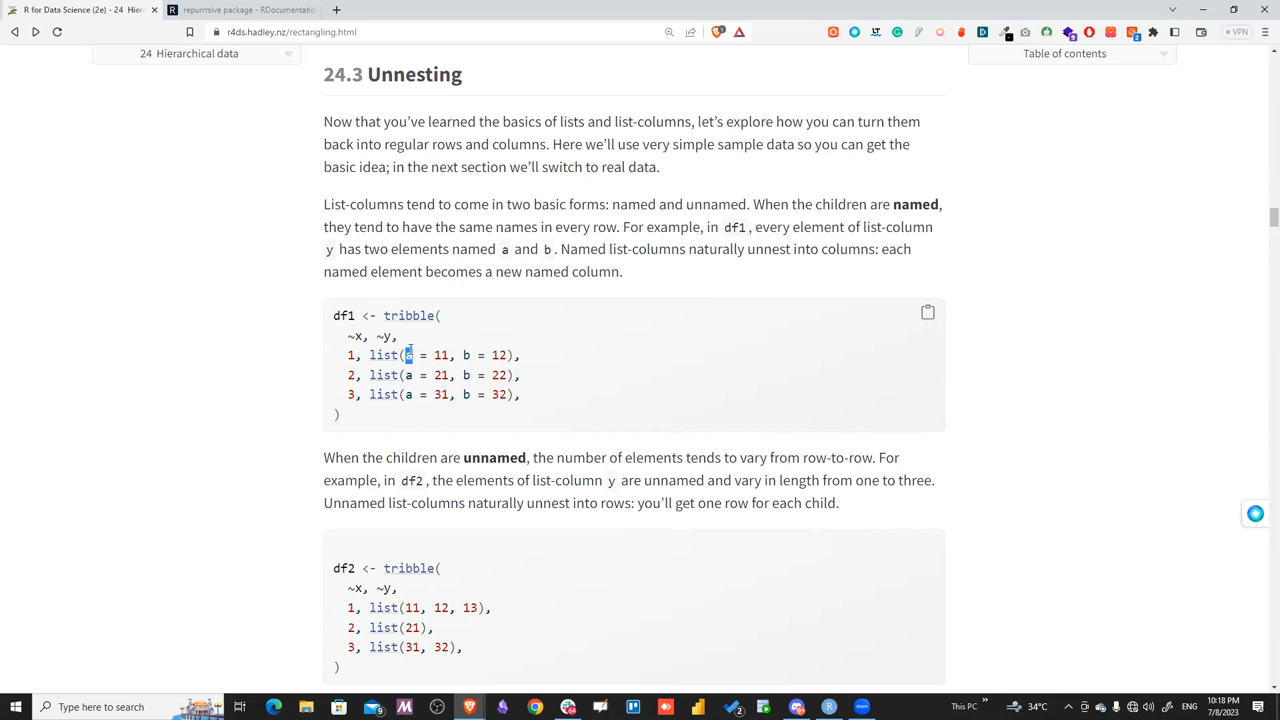 R for Data Science (2e) - 24 Hier
repurrrsive package - RDocumentation
r4ds.hadley.nz/rectangling.html
VPN
24 Hierarchical data
Table of contents
24.3 Unnesting
Now that you’ve learned the basics of lists and list-columns, let’s explore how you can turn them
back into regular rows and columns. Here we’ll use very simple sample data so you can get the
basic idea; in the next section we’ll switch to real data.
List-columns tend to come in two basic forms: named and unnamed. When the children are named,
they tend to have the same names in every row. For example, in df1, every element of list-column
y has two elements named a and b. Named list-columns naturally unnest into columns: each
named element becomes a new named column.
df1 <- tribble(
~x, ~y,
1, list(a = 11, b = 12),
2, list(a = 21, b = 22),
3, list(a = 31, b = 32),
)
When the children are unnamed, the number of elements tends to vary from row-to-row. For
example, in df2, the elements of list-column y are unnamed and vary in length from one to three.
Unnamed list-columns naturally unnest into rows: you’ll get one row for each child.
df2 <- tribble(
~x, ~y,
1, list(11, 12, 13),
2, list(21),
3, list(31, 32),
)
Type here to search
This PC
34°C
10:18 PM
7/8/2023